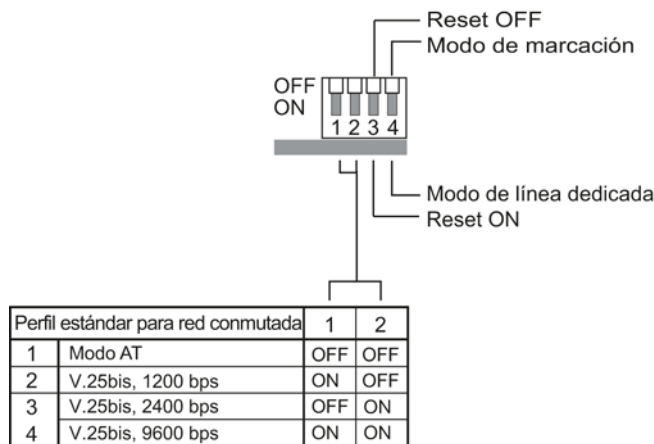 Reset OFF
Modo de marcación
OFF
ON
1 2 3 4
Modo de línea dedicada
Reset ON
Perfil estándar para red conmutada 1 2
1 Modo AT OFF OFF
2 V.25bis, 1200 bps ON OFF
3 V.25bis, 2400 bps OFF ON
4 V.25bis, 9600 bps ON ON